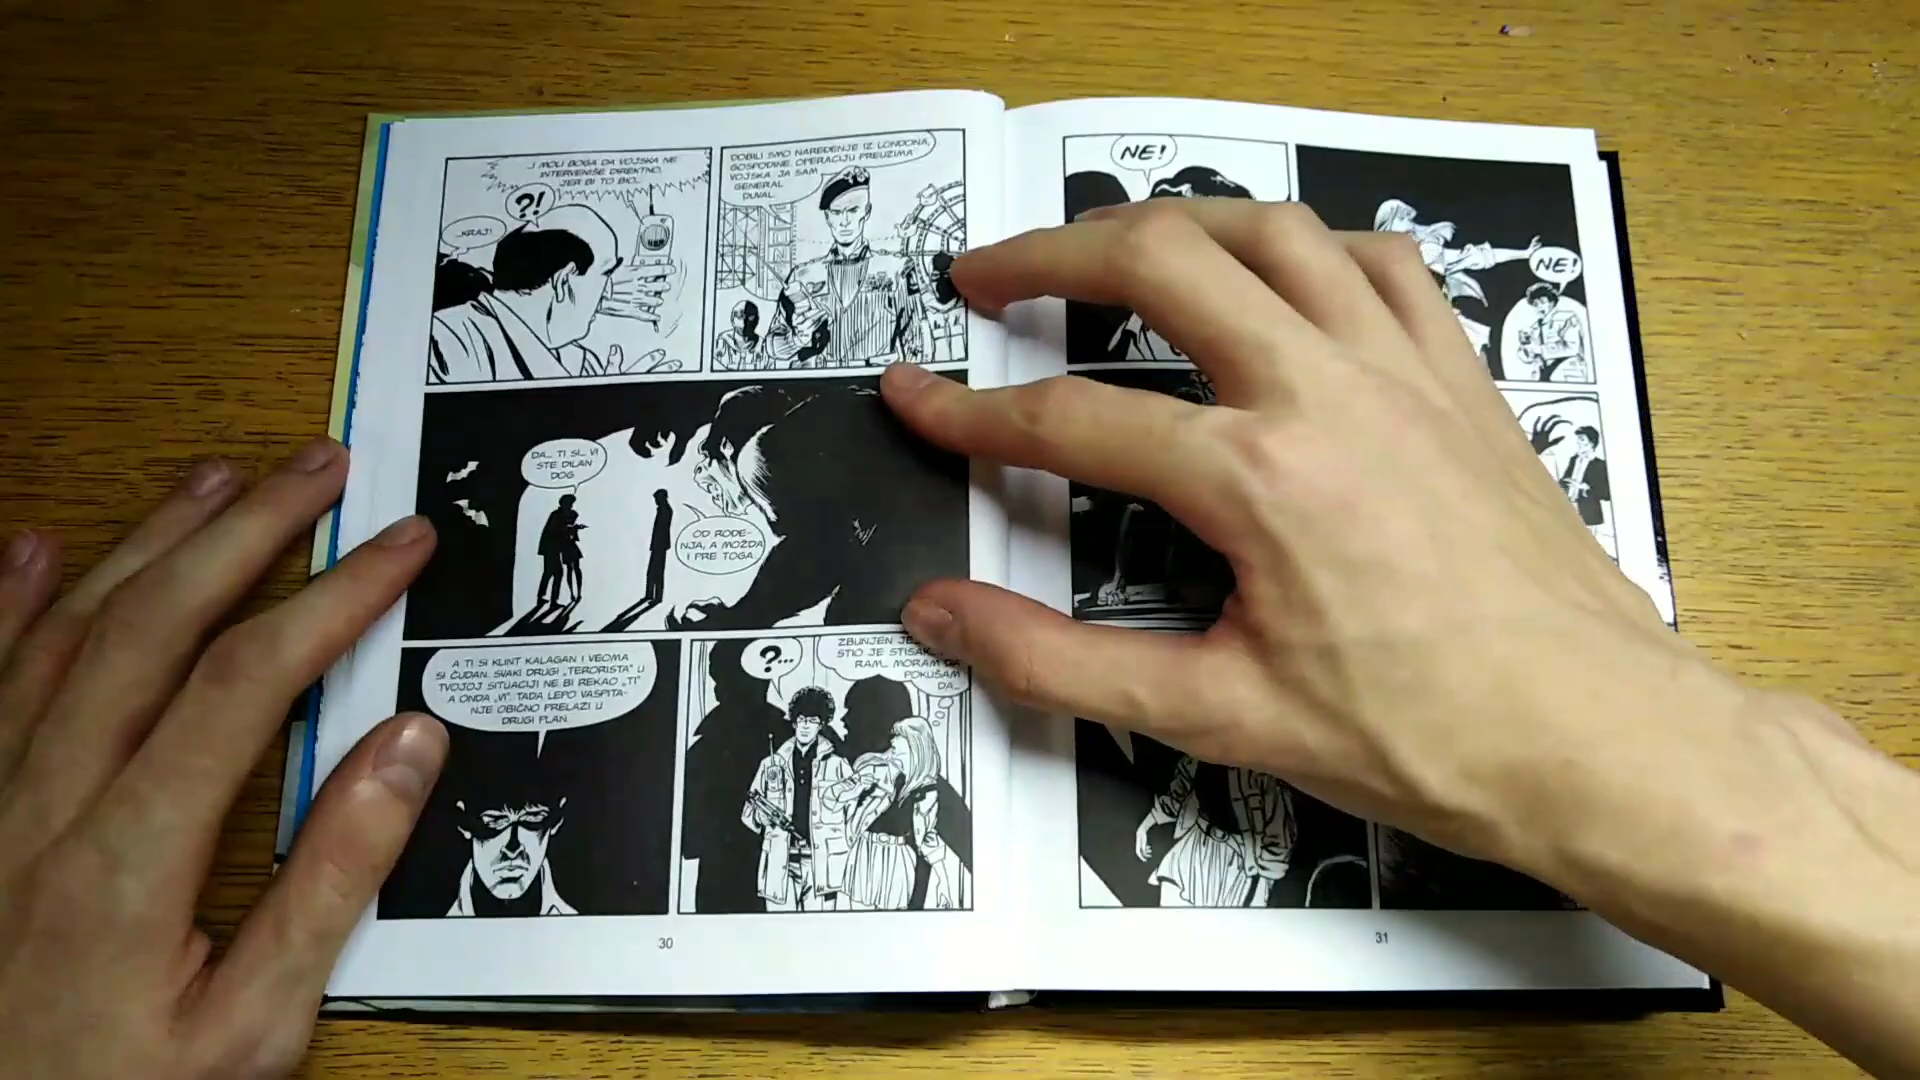 ...I MOLI BOGA DA VOJSKA NE
INTERVENIŠE DIREKTNO,
JER BI TO BIO...
?!
...KRAJ!
DOBILI SMO NAREĐENJE IZ LONDONA,
GOSPODINE. OPERACIJU PREUZIMA
VOJSKA. JA SAM
GENERAL
DUVAL.
DA... TI SI... VI
STE DILAN
DOG.
OD ROĐE-
NJA, A MOŽDA
I PRE TOGA.
A TI SI KLINT KALAGAN I VEOMA
SI ČUDAN. SVAKI DRUGI „TERORISTA“ U
TVOJOJ SITUACIJI NE BI REKAO „TI“
A ONDA „VI“. TADA LEPO VASPITA-
NJE OBIČNO PRELAZI U
DRUGI PLAN.
?...
ZBUNJEN JE
STIO JE STISAK
MORAM DA
POKUŠAM
DA...
30
NE!
NE!
31